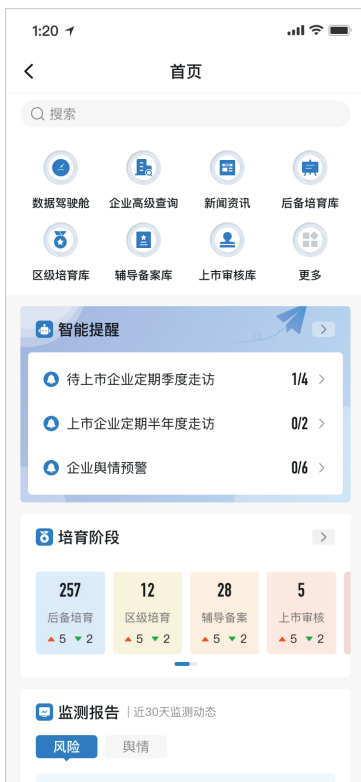 1:20
首页
搜索
数据驾驶舱 企业高级查询 新闻资讯 后备培育库
区级培育库 辅导备案库 上市审核库 更多
智能提醒
待上市企业定期季度走访 1/4
上市企业定期半年度走访 0/2
企业舆情预警 0/6
培育阶段
257 12 28 5
后备培育 区级培育 辅导备案 上市审核
▲5 ▼2 ▲5 ▼2 ▲5 ▼2 ▲5 ▼2
监测报告 | 近30天监测动态
风险 舆情